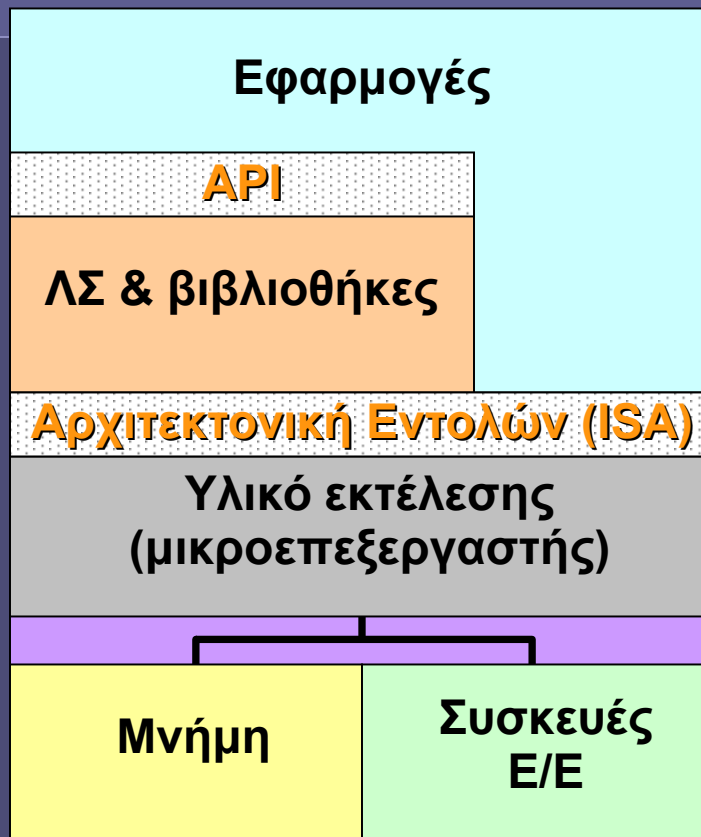 Εφαρμογές
API
ΛΣ & βιβλιοθήκες
Αρχιτεκτονική Εντολών (ISA)
Υλικό εκτέλεσης
(μικροεπεξεργαστής)
Μνήμη
Συσκευές
Ε/Ε